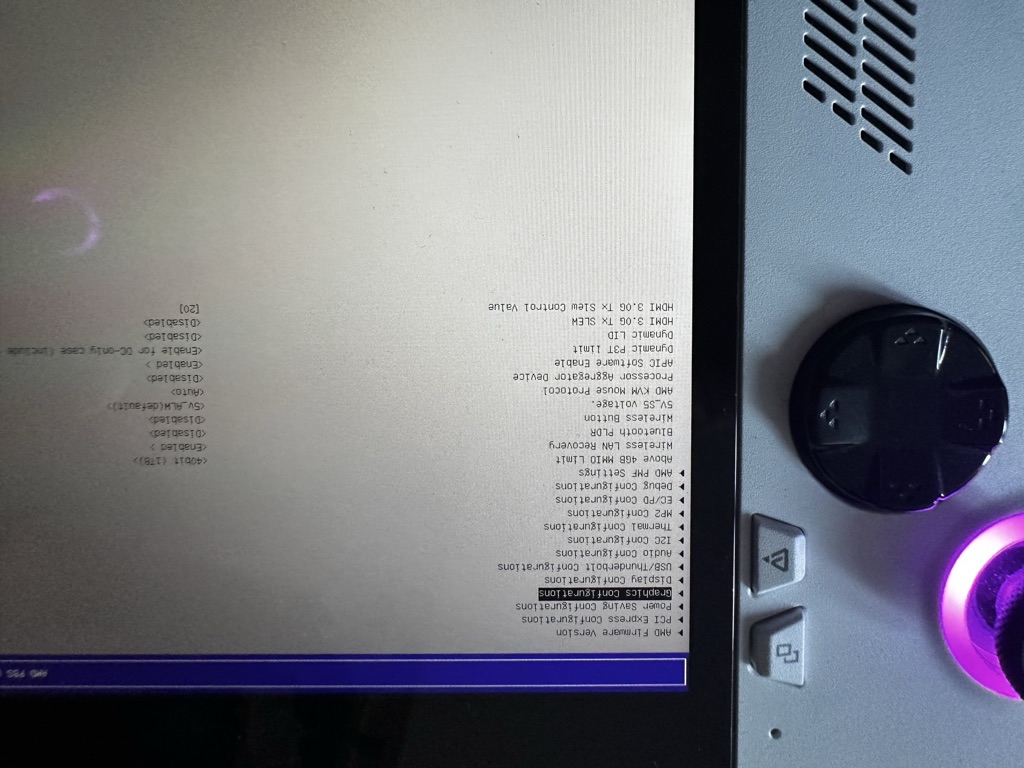 AMD PBS
AMD Firmware Version
PCI Express Configurations
Power Saving Configurations
Graphics Configurations
Display Configurations
USB/Thunderbolt Configurations
Audio Configurations
I2C Configurations
Thermal Configurations
MP2 Configurations
EC/PD Configurations
Debug Configurations
AMD PMF Settings
Above 4GB MMIO Limit <40bit (1TB)>
Wireless LAN Recovery <Enabled >
Bluetooth PLDR <Disabled>
Wireless Button <Disabled>
5V_S5 voltage. <5v_ALW(default)>
AMD KVM Mouse Protocol <Auto>
Processor Aggregator Device <Disabled>
APIC Software Enable <Enabled >
Dynamic P3T limit <Enable for DC-only case (include
Dynamic LID <Disabled>
HDMI 3.0G Tx SLEW <Disabled>
HDMI 3.0G Tx Slew Control Value [20]